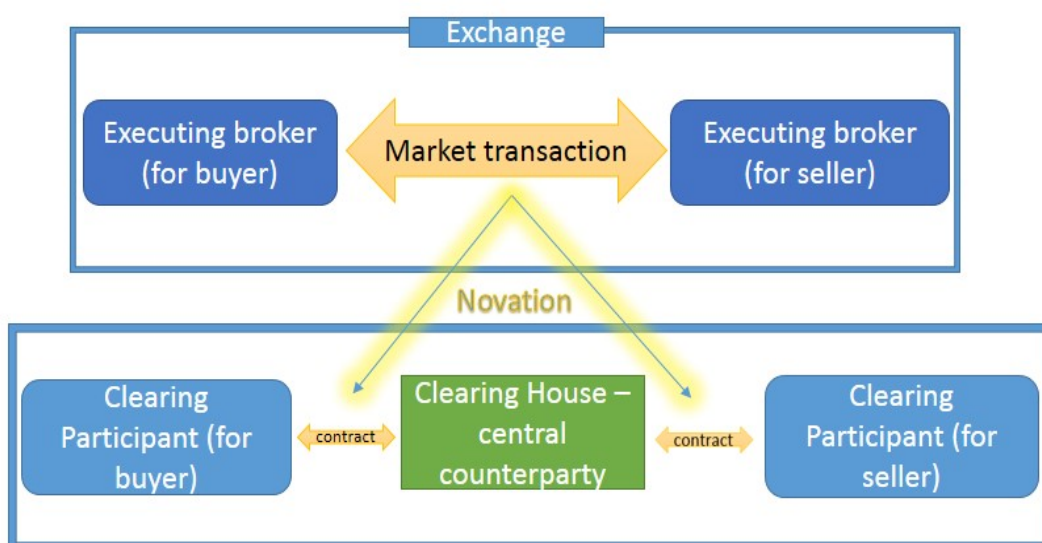 Exchange
Executing broker
(for buyer)
Market transaction
Executing broker
(for seller)
Novation
Clearing
Participant (for
buyer)
contract
Clearing House –
central
counterparty
contract
Clearing
Participant (for
seller)